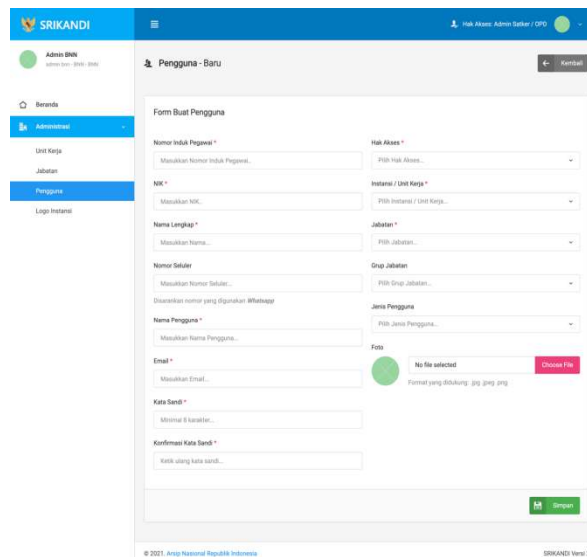 SRIKANDI
Hak Akses: Admin Satker / OPD
Admin BNN
admin bnn - BNN - BNN
Pengguna - Baru
Kembali
Beranda
Administrasi
Unit Kerja
Jabatan
Pengguna
Logo Instansi
Form Buat Pengguna
Nomor Induk Pegawai *
Masukkan Nomor Induk Pegawai..
NIK *
Masukkan NIK..
Nama Lengkap *
Masukkan Nama...
Nomor Seluler
Masukkan Nomor Seluler...
Disarankan nomor yang digunakan Whatsapp
Nama Pengguna *
Masukkan Nama Pengguna...
Email *
Masukkan Email...
Kata Sandi *
Minimal 8 karakter...
Konfirmasi Kata Sandi *
Ketik ulang kata sandi...
Hak Akses *
Pilih Hak Akses...
Instansi / Unit Kerja *
Pilih Instansi / Unit Kerja...
Jabatan *
Pilih Jabatan...
Grup Jabatan
Pilih Grup Jabatan...
Jenis Pengguna
Pilih Jenis Pengguna...
Foto
No file selected
Choose File
Format yang didukung: .jpg .jpeg .png
Simpan
© 2021. Arsip Nasional Republik Indonesia
SRIKANDI Versi